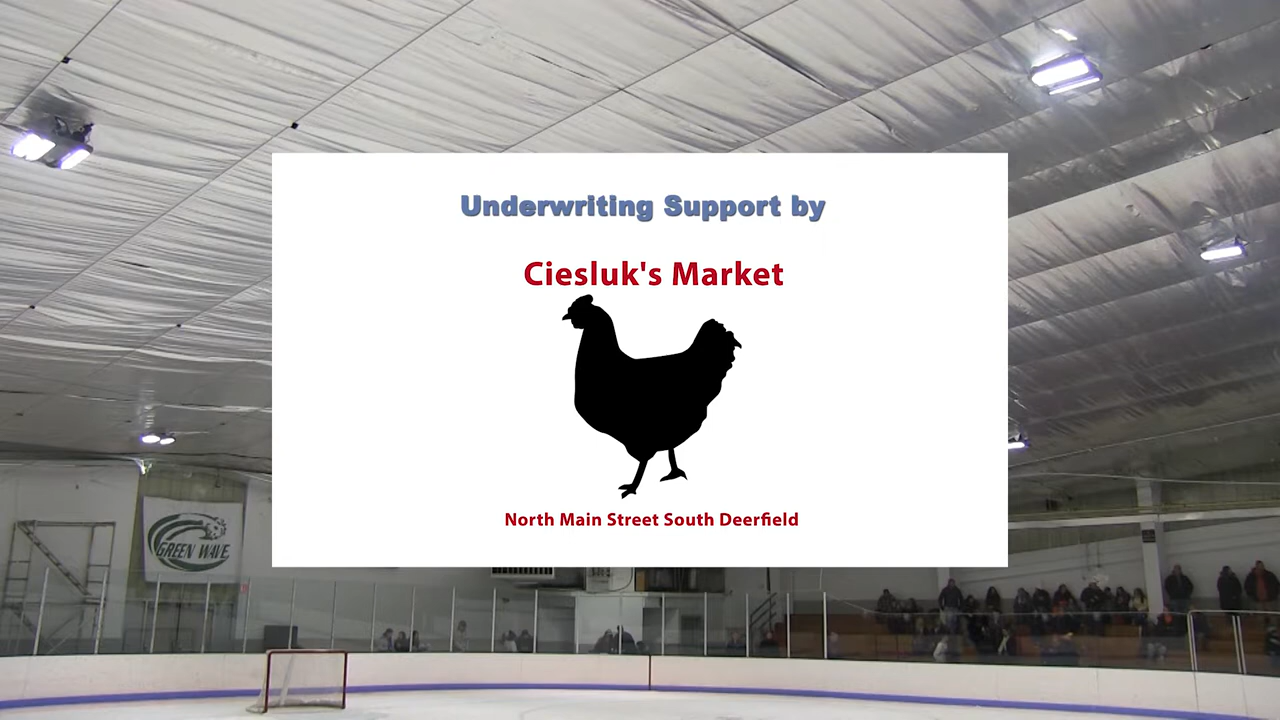 Underwriting Support by
Ciesluk's Market
North Main Street South Deerfield
GREEN WAVE